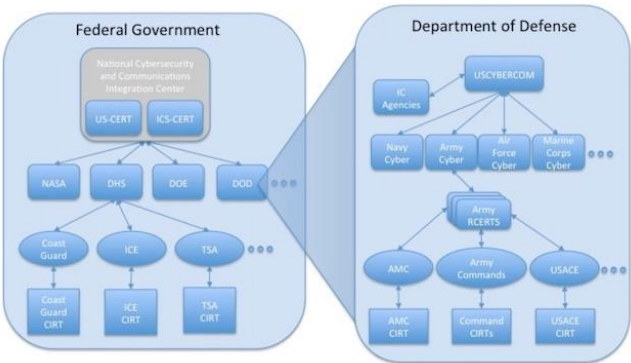 Federal Government
National Cybersecurity
and Communications
Integration Center
US-CERT
ICS-CERT
NASA
DHS
DOE
DOD
Coast
Guard
ICE
TSA
Coast
Guard
CIRT
ICE
CIRT
TSA
CIRT
Department of Defense
USCYBERCOM
IC
Agencies
Navy
Cyber
Army
Cyber
Air
Force
Cyber
Marine
Corps
Cyber
Army
RCERTS
AMC
Army
Commands
USACE
AMC
CIRT
Command
CIRTs
USACE
CIRT